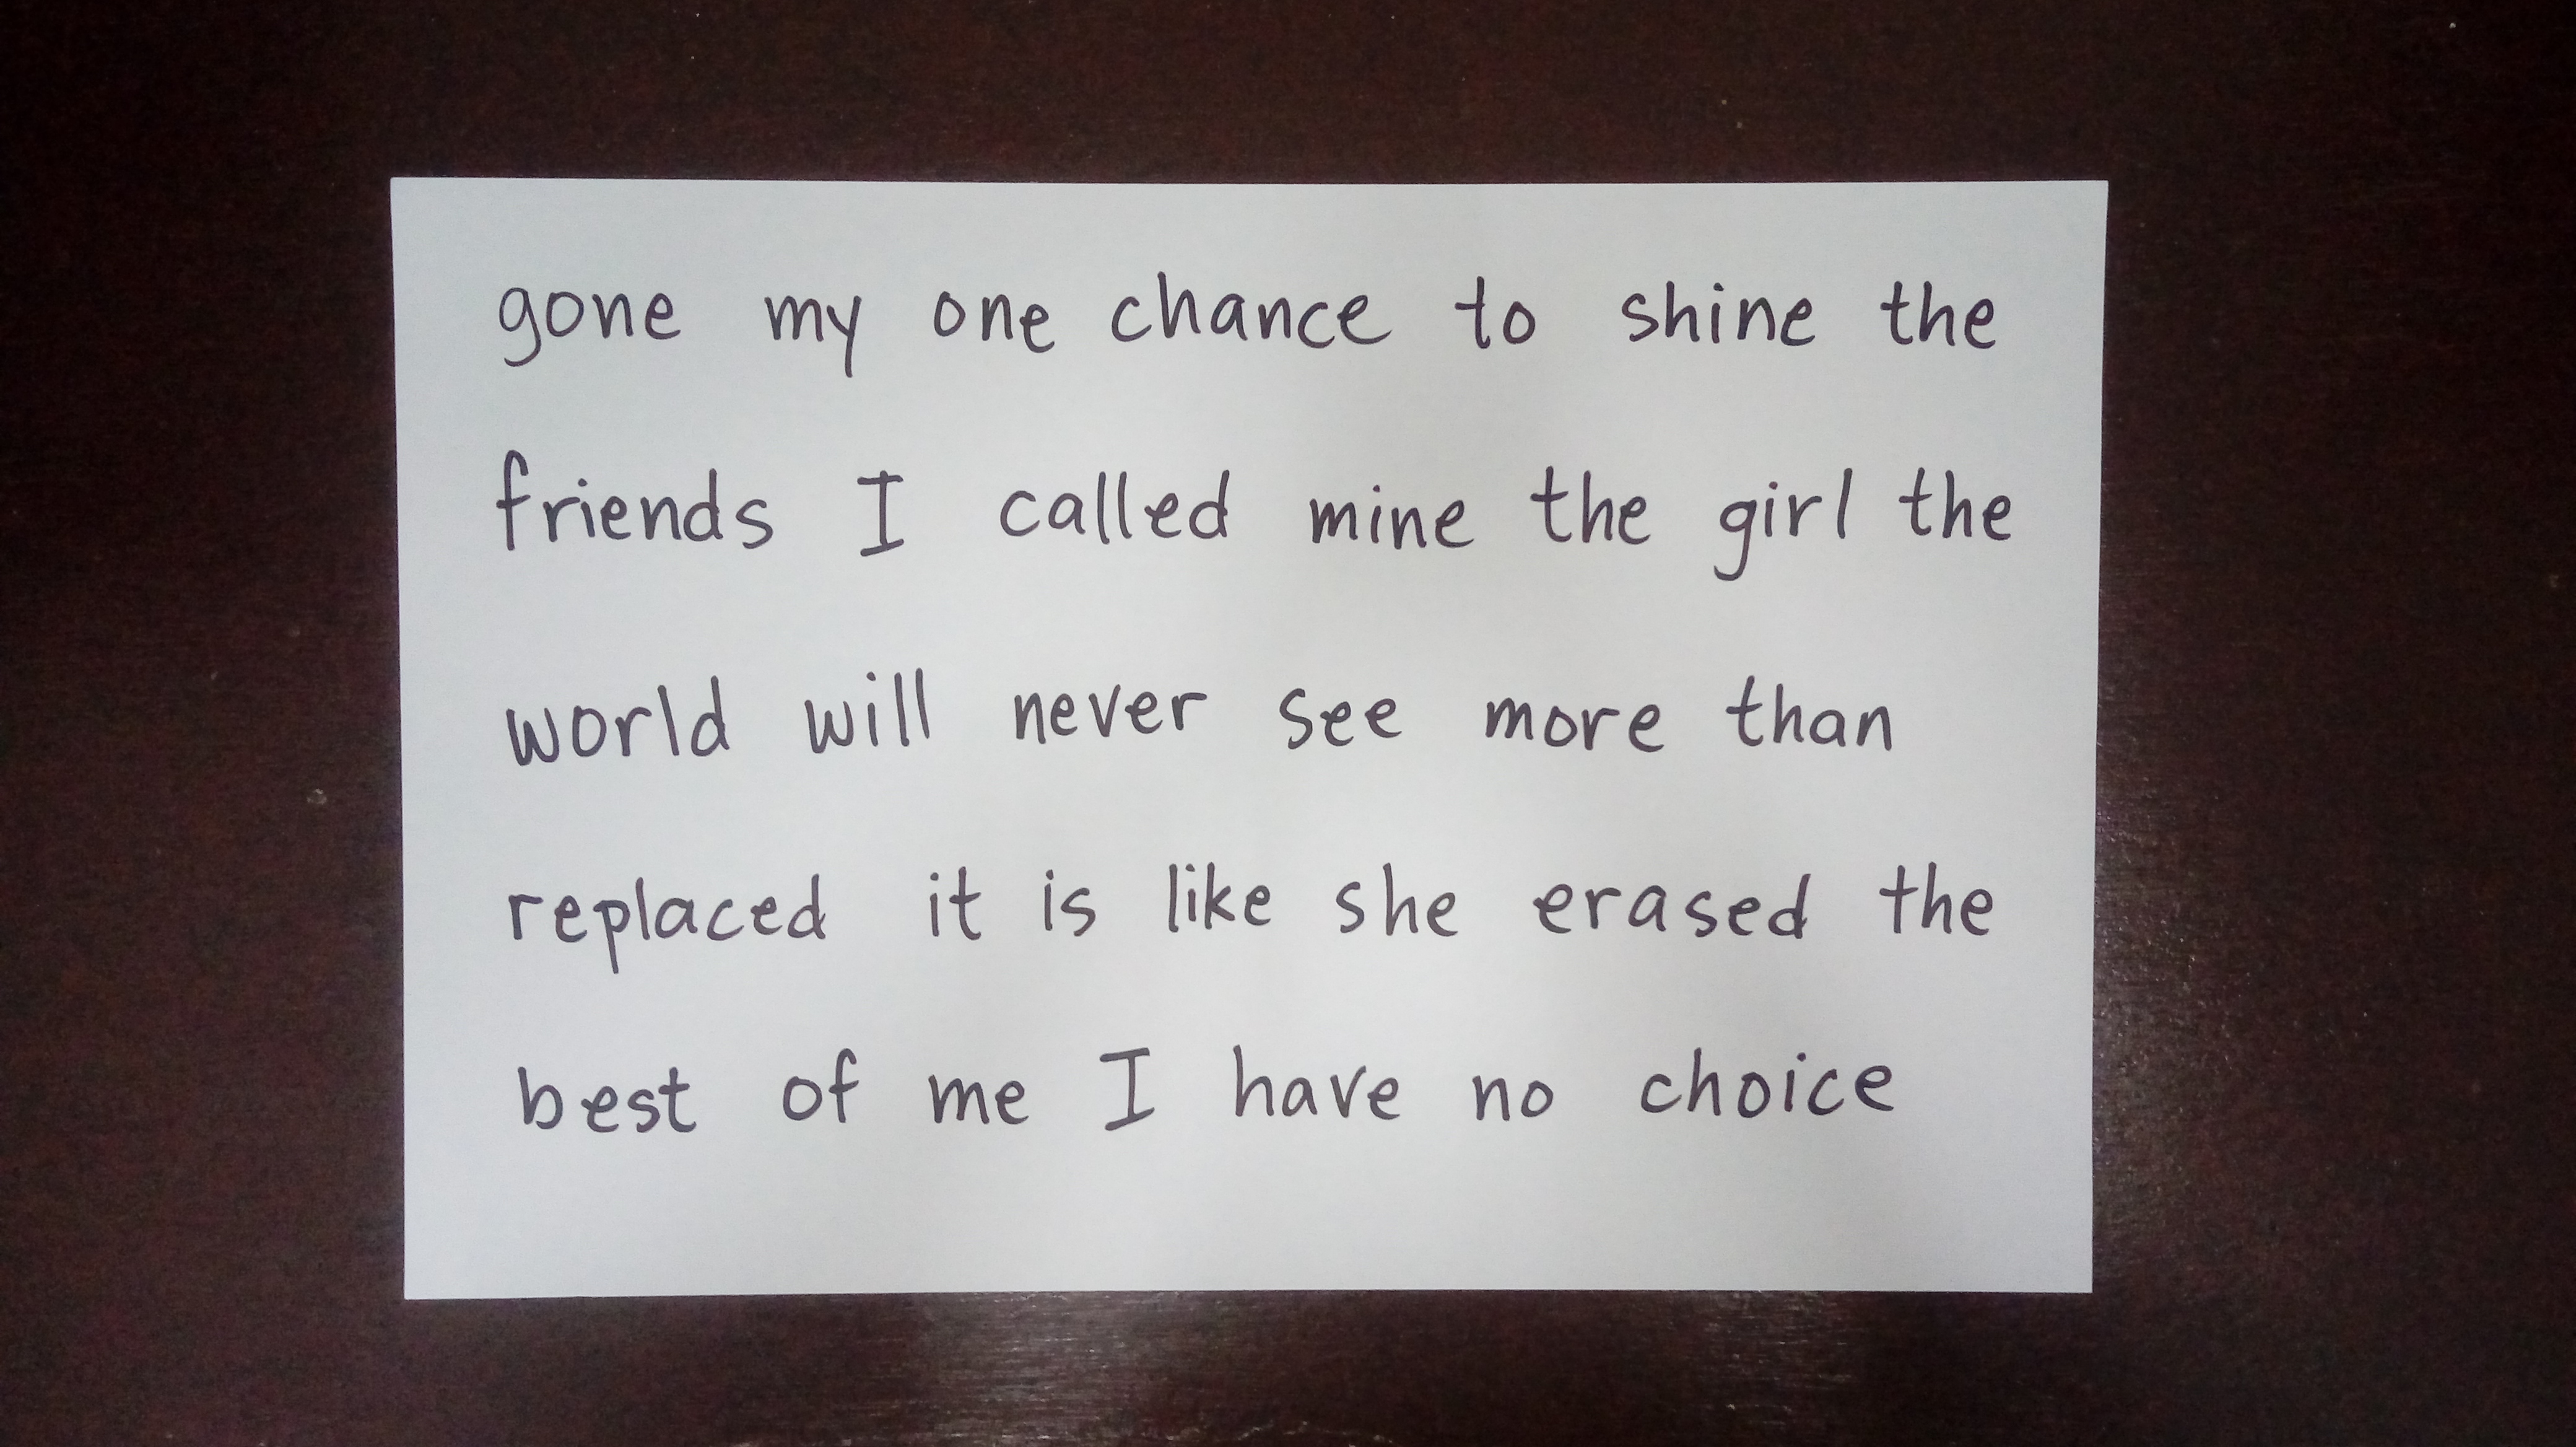 gone my one chance to shine the
friends I called mine the girl the
world will never see more than
replaced it is like she erased the
best of me I have no choice